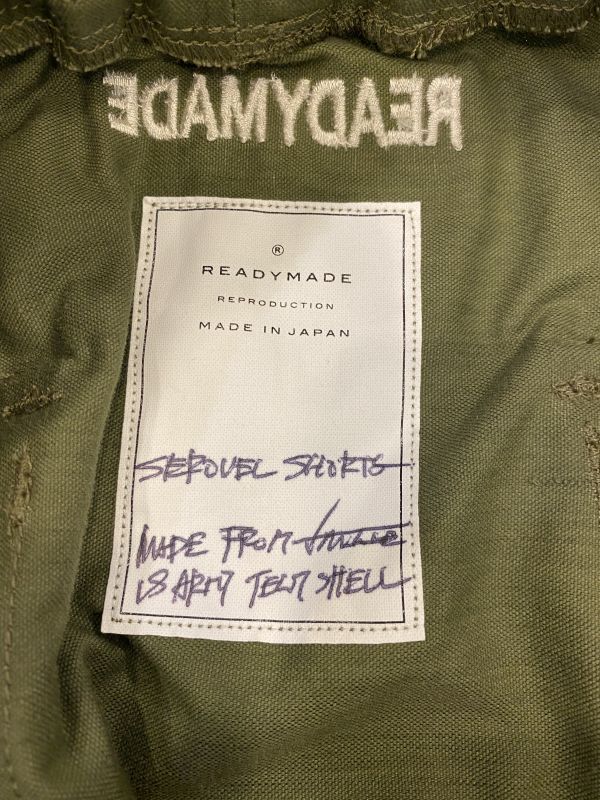 READYMADE
®
READYMADE
REPRODUCTION
MADE IN JAPAN
SEROUEL SHORTS
MADE FROM
US ARMY TENT SHELL